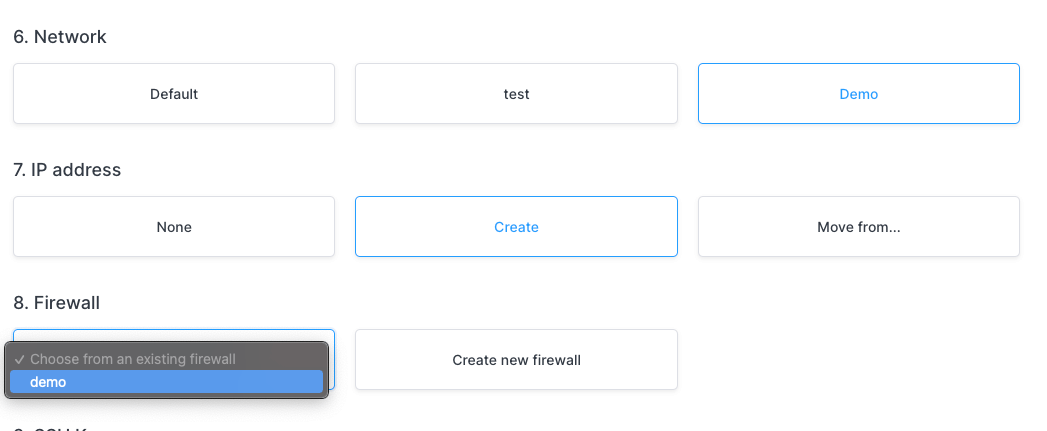 6. Network
Default
test
Demo
7. IP address
None
Create
Move from...
8. Firewall
✓ Choose from an existing firewall
demo
Create new firewall